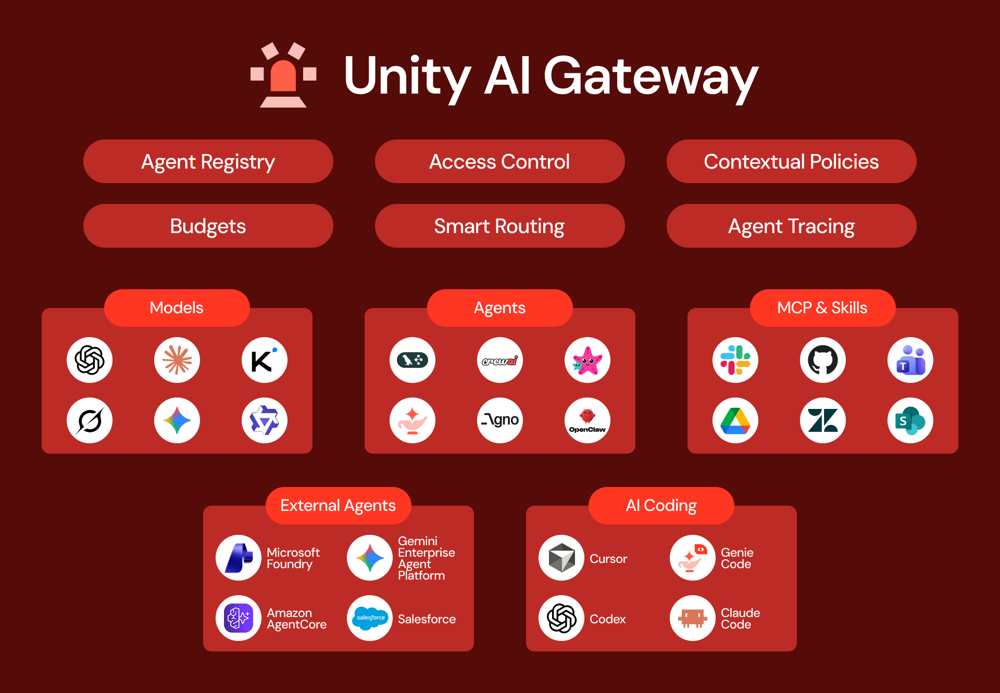 Unity AI Gateway
Agent Registry
Access Control
Contextual Policies
Budgets
Smart Routing
Agent Tracing
Models
Agents
MCP & Skills
crewai
T
gno
OpenClaw
S
External Agents
AI Coding
Microsoft
Foundry
Gemini
Enterprise
Agent
Platform
Cursor
Genie
Code
Amazon
AgentCore
salesforce
Salesforce
Codex
Claude
Code